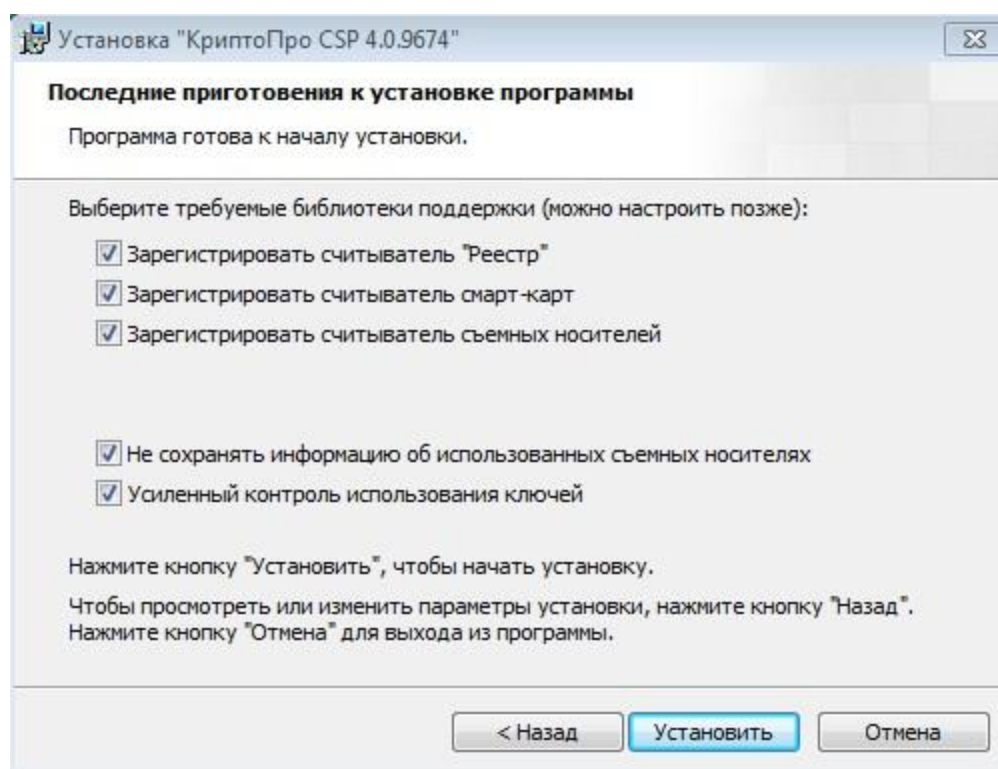 Установка "КриптоПро CSP 4.0.9674"
Последние приготовения к установке программы
Программа готова к началу установки.
Выберите требуемые библиотеки поддержки (можно настроить позже):
Зарегистрировать считыватель "Реестр"
Зарегистрировать считыватель смарт-карт
Зарегистрировать считыватель съемных носителей
Не сохранять информацию об использованных съемных носителях
Усиленный контроль использования ключей
Нажмите кнопку "Установить", чтобы начать установку.
Чтобы просмотреть или изменить параметры установки, нажмите кнопку "Назад".
Нажмите кнопку "Отмена" для выхода из программы.
< Назад Установить Отмена